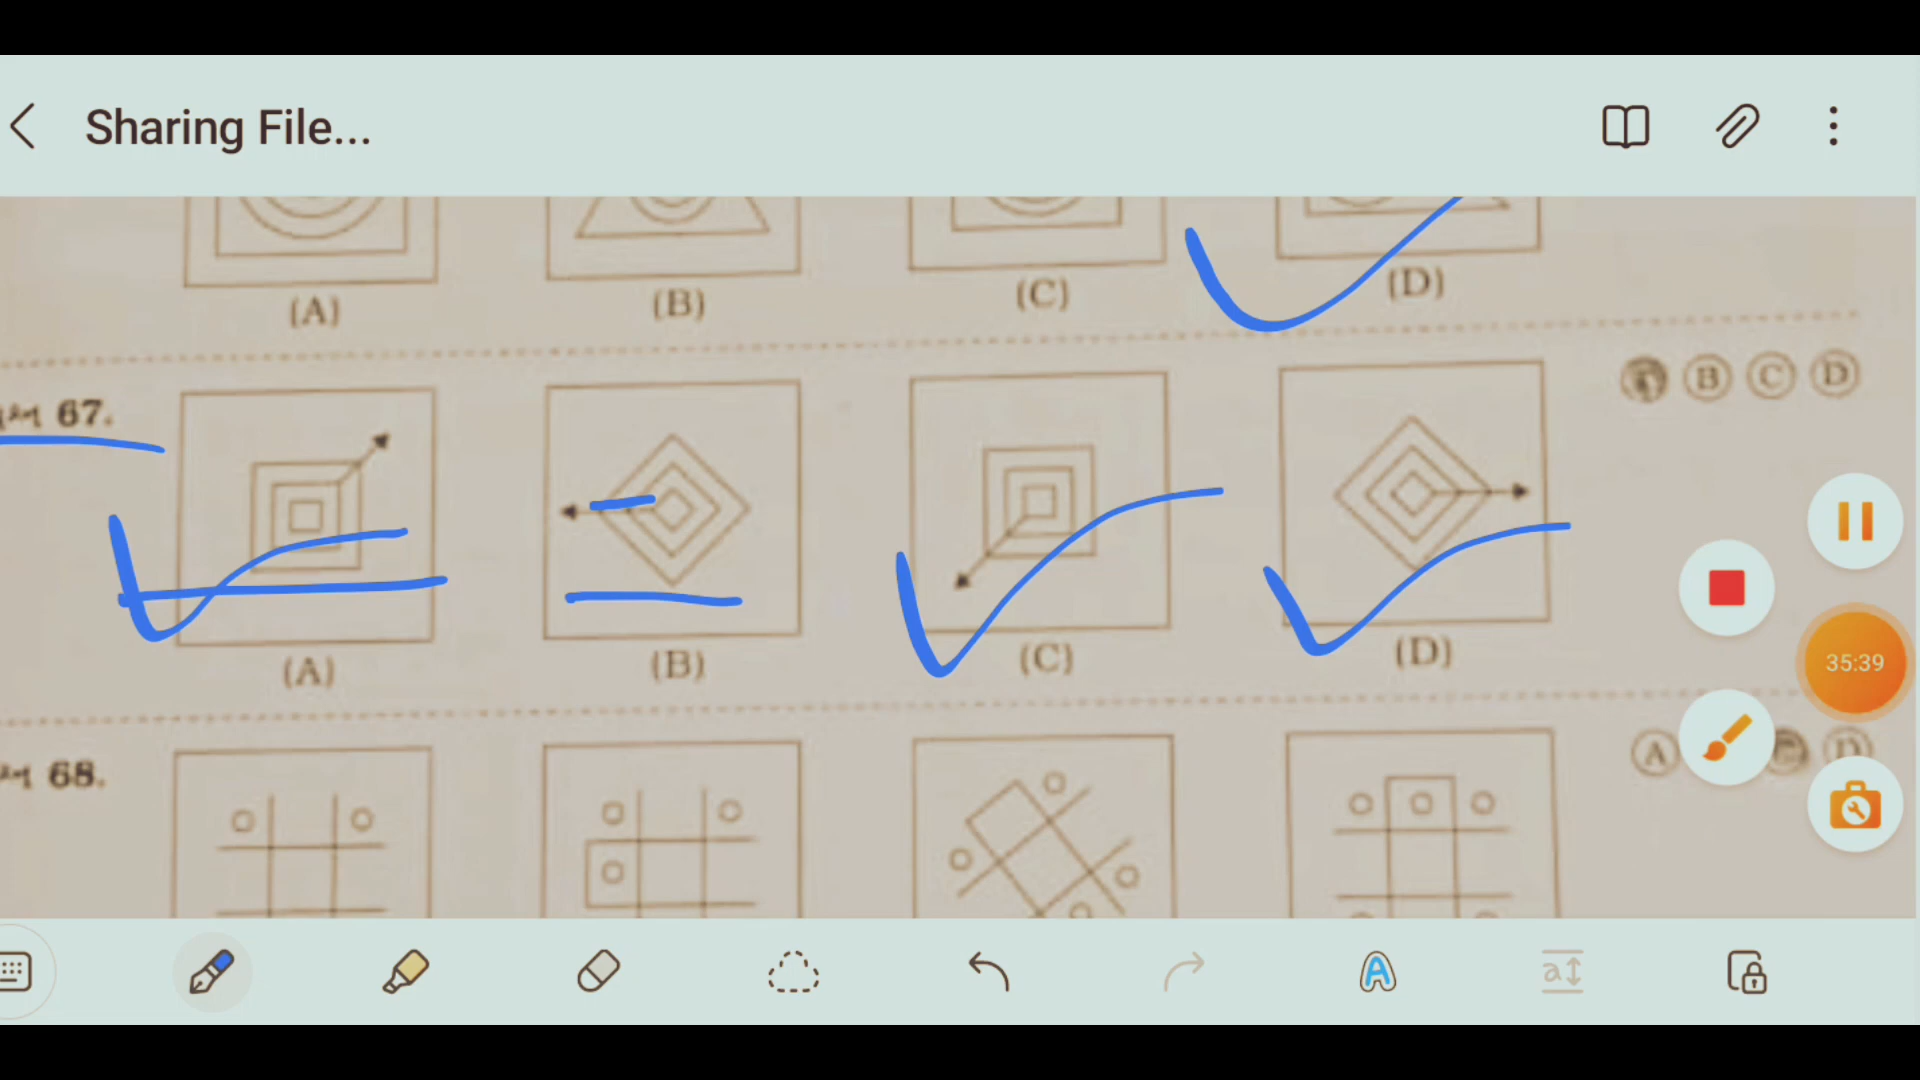 Sharing File...
(A) (B) (C) (D)
67. B C D
(A) (B) (C) (D)
35:39
68. A D
A
a